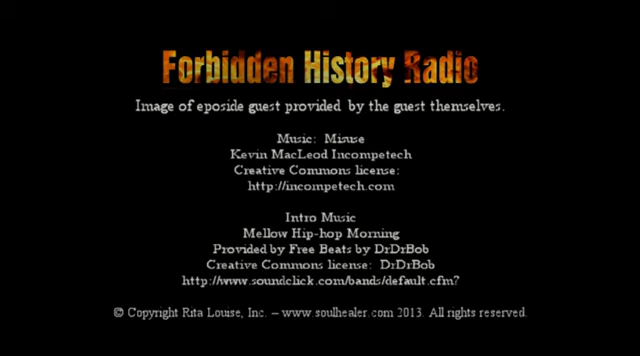 Forbidden History Radio
Image of eposide guest provided by the guest themselves.
Music: Misuse
Kevin MacLeod Incompetech
Creative Commons license:
http://incompetech.com
Intro Music
Mellow Hip-hop Morning
Provided by Free Beats by DrDrBob
Creative Commons license: DrDrBob
http://www.soundclick.com/bands/default.cfm?
© Copyright Rita Louise, Inc. – www.soulhealer.com 2013. All rights reserved.